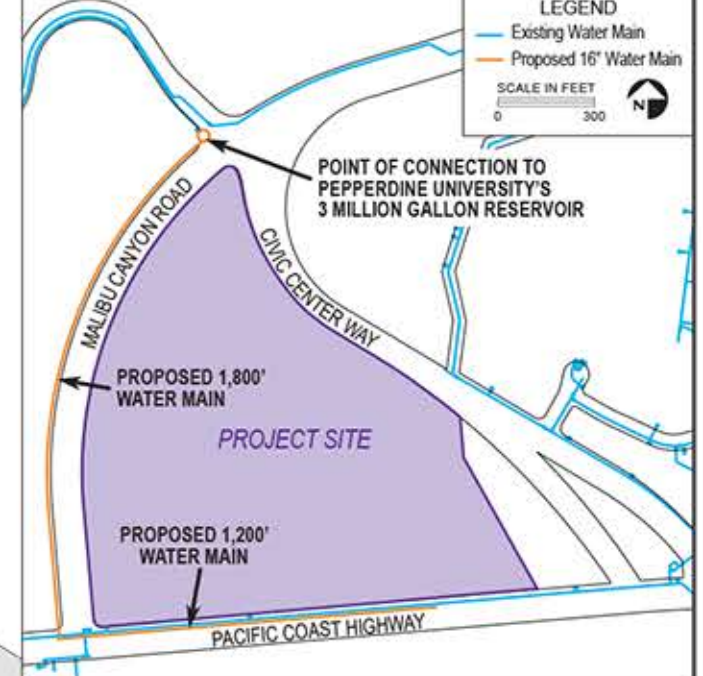 LEGEND
Existing Water Main
Proposed 16" Water Main
SCALE IN FEET
0 300
N
POINT OF CONNECTION TO
PEPPERDINE UNIVERSITY'S
3 MILLION GALLON RESERVOIR
MALIBU CANYON ROAD
CIVIC CENTER WAY
PROPOSED 1,800'
WATER MAIN
PROJECT SITE
PROPOSED 1,200'
WATER MAIN
PACIFIC COAST HIGHWAY